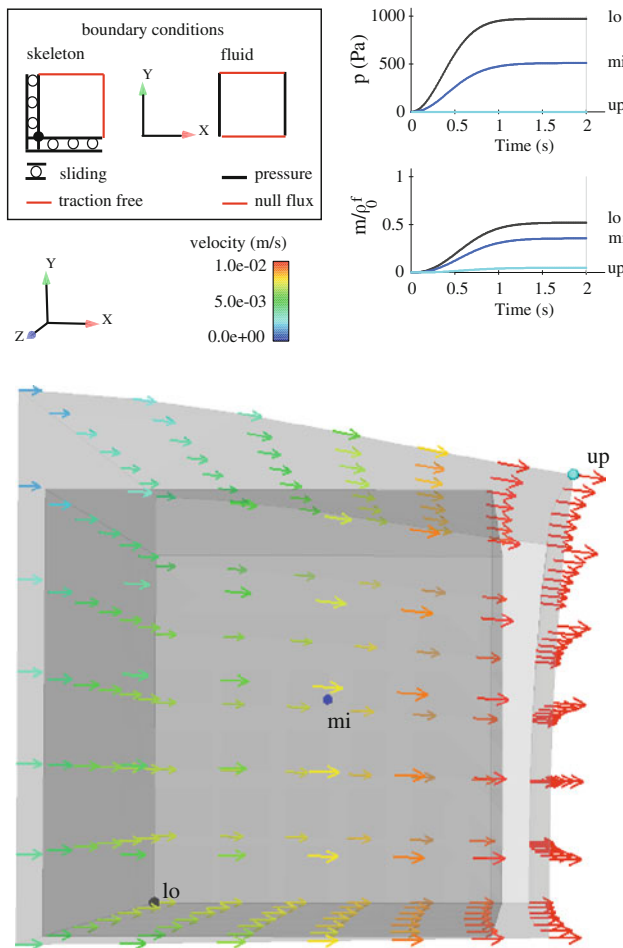 boundary conditions
skeleton
fluid
Y
X
sliding
pressure
traction free
null flux
p (Pa)
1000
500
0
0
0.5
1
1.5
2
Time (s)
lo
mi
up
m/ρ₀ᶠ
1
0.5
0
0
0.5
1
1.5
2
Time (s)
lo
mi
up
velocity (m/s)
1.0e-02
5.0e-03
0.0e+00
Y
X
Z
up
mi
lo